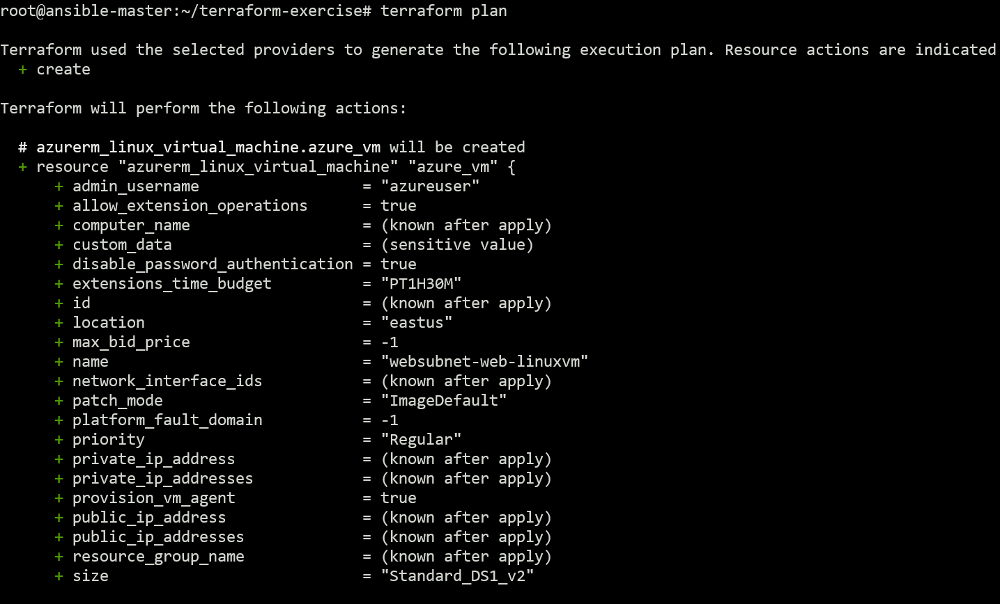 root@ansible-master:~/terraform-exercise# terraform plan
Terraform used the selected providers to generate the following execution plan. Resource actions are indicated
  + create
Terraform will perform the following actions:
  # azurerm_linux_virtual_machine.azure_vm will be created
  + resource "azurerm_linux_virtual_machine" "azure_vm" {
      + admin_username                  = "azureuser"
      + allow_extension_operations      = true
      + computer_name                   = (known after apply)
      + custom_data                     = (sensitive value)
      + disable_password_authentication = true
      + extensions_time_budget          = "PT1H30M"
      + id                              = (known after apply)
      + location                        = "eastus"
      + max_bid_price                   = -1
      + name                            = "websubnet-web-linuxvm"
      + network_interface_ids           = (known after apply)
      + patch_mode                      = "ImageDefault"
      + platform_fault_domain           = -1
      + priority                        = "Regular"
      + private_ip_address              = (known after apply)
      + private_ip_addresses            = (known after apply)
      + provision_vm_agent              = true
      + public_ip_address               = (known after apply)
      + public_ip_addresses             = (known after apply)
      + resource_group_name             = (known after apply)
      + size                            = "Standard_DS1_v2"